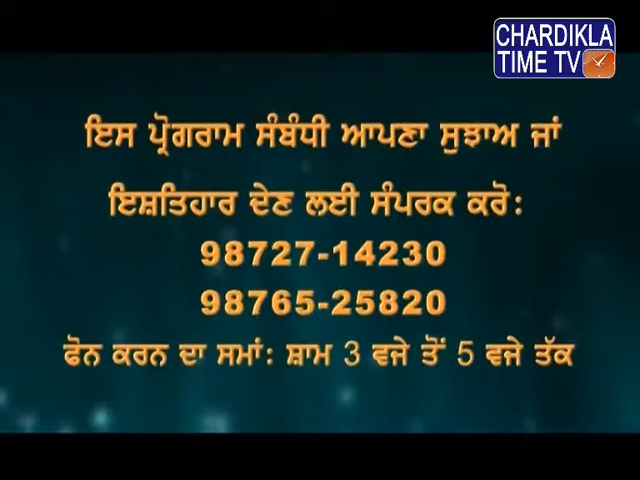 CHARDIKLA
TIME TV
ਇਸ ਪ੍ਰੋਗਰਾਮ ਸੰਬੰਧੀ ਆਪਣਾ ਸੁਝਾਅ ਜਾਂ
ਇਸ਼ਤਿਹਾਰ ਦੇਣ ਲਈ ਸੰਪਰਕ ਕਰੋ:
98727-14230
98765-25820
ਫੋਨ ਕਰਨ ਦਾ ਸਮਾਂ: ਸ਼ਾਮ 3 ਵਜੇ ਤੋਂ 5 ਵਜੇ ਤੱਕ